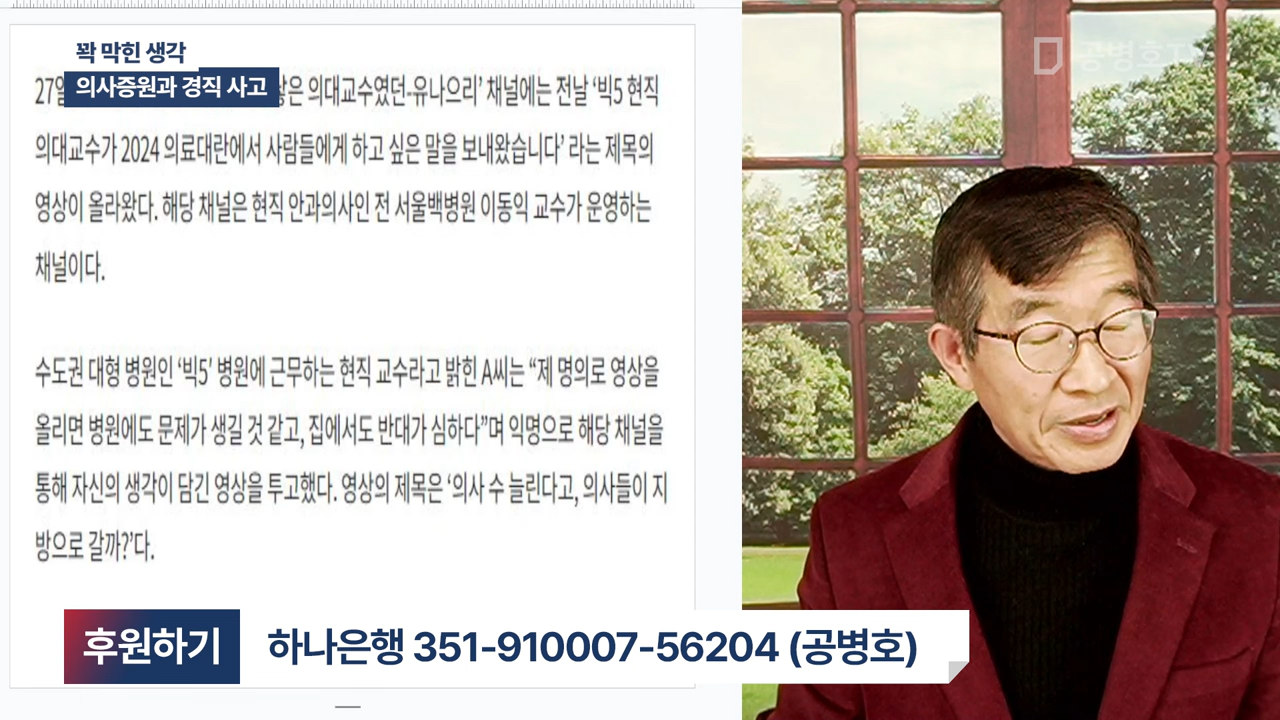 꽉 막힌 생각
의사증원과 경직 사고
27일
은 의대교수였던-유나으리’ 채널에는 전날 ‘빅5 현직
의대교수가 2024 의료대란에서 사람들에게 하고 싶은 말을 보내왔습니다’ 라는 제목의
영상이 올라왔다. 해당 채널은 현직 안과의사인 전 서울백병원 이동익 교수가 운영하는
채널이다.
수도권 대형 병원인 ‘빅5’ 병원에 근무하는 현직 교수라고 밝힌 A씨는 “제 명의로 영상을
올리면 병원에도 문제가 생길 것 같고, 집에서도 반대가 심하다”며 익명으로 해당 채널을
통해 자신의 생각이 담긴 영상을 투고했다. 영상의 제목은 ‘의사 수 늘린다고, 의사들이 지
방으로 갈까?’다.
공병호TV
후원하기
하나은행 351-910007-56204 (공병호)